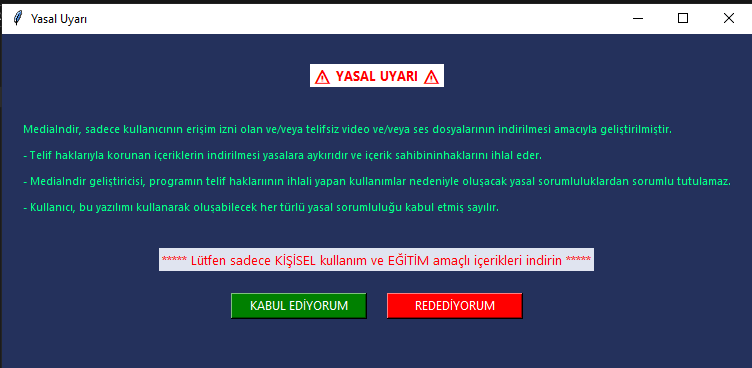 Yasal Uyarı
⚠ YASAL UYARI ⚠
MediaIndir, sadece kullanıcının erişim izni olan ve/veya telifsiz video ve/veya ses dosyalarının indirilmesi amacıyla geliştirilmiştir.
- Telif haklarıyla korunan içeriklerin indirilmesi yasalara aykırıdır ve içerik sahibininhaklarını ihlal eder.
- MediaIndir geliştiricisi, programın telif haklarıının ihlali yapan kullanımlar nedeniyle oluşacak yasal sorumluluklardan sorumlu tutulamaz.
- Kullanıcı, bu yazılımı kullanarak oluşabilecek her türlü yasal sorumluluğu kabul etmiş sayılır.
***** Lütfen sadece KİŞİSEL kullanım ve EĞİTİM amaçlı içerikleri indirin *****
KABUL EDİYORUM
REDEDİYORUM